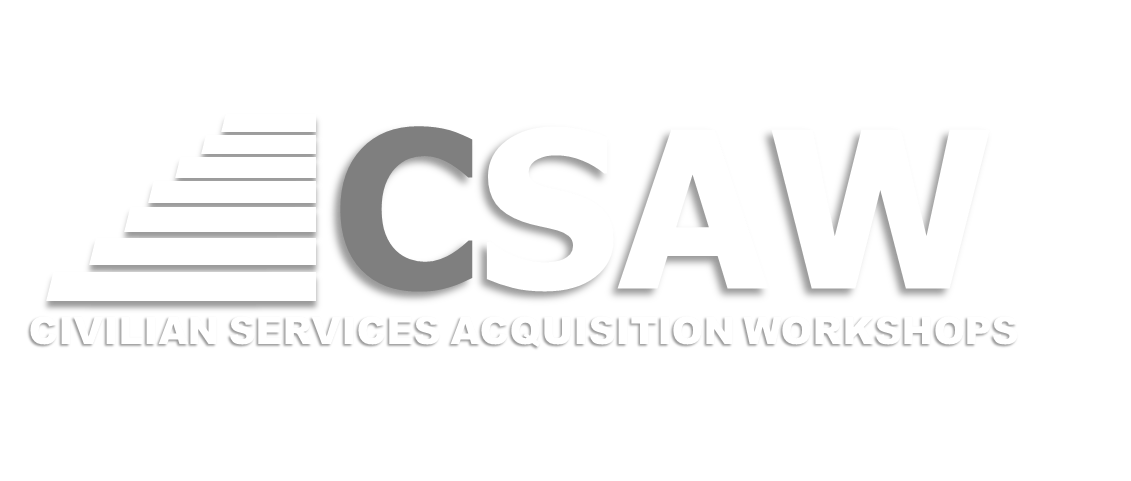 CSAW
CIVILIAN SERVICES ACQUISITION WORKSHOPS